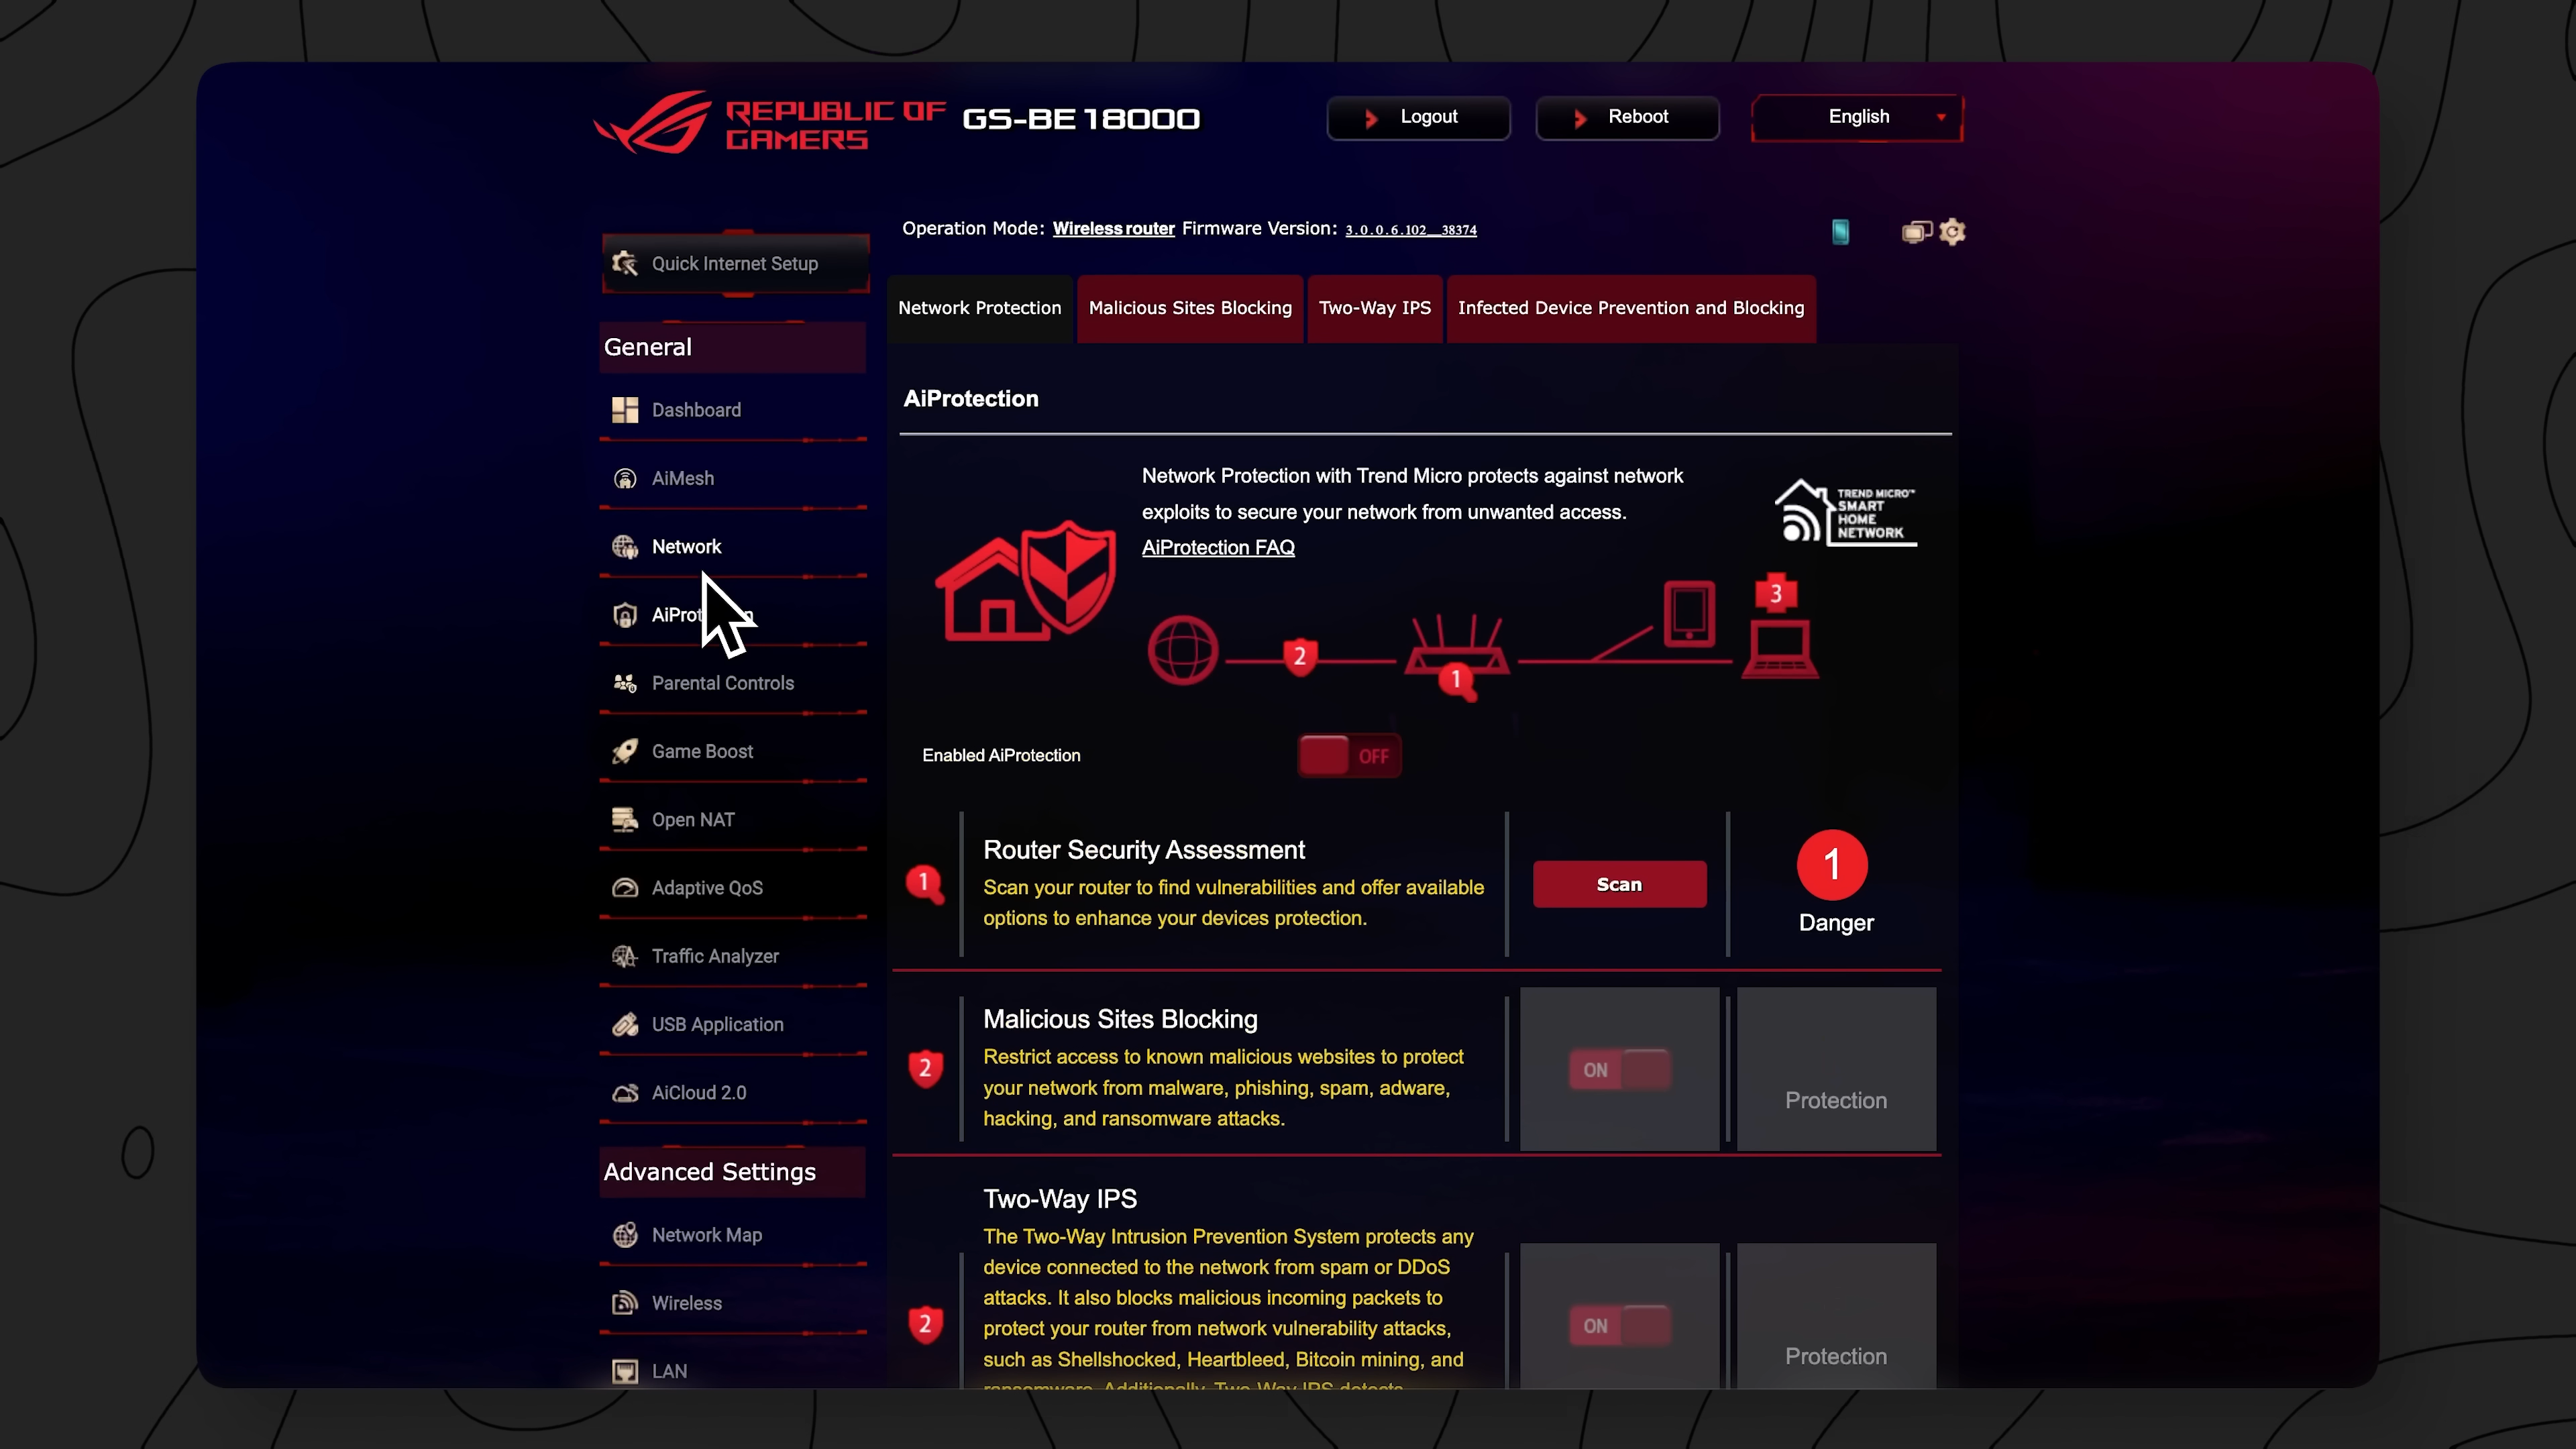 REPUBLIC OF
GAMERS
GS-BE18000
Logout
Reboot
English
Operation Mode: Wireless router Firmware Version: 3.0.0.6.102_38374
Quick Internet Setup
General
Dashboard
AiMesh
Network
Parental Controls
Game Boost
Open NAT
Adaptive QoS
Traffic Analyzer
USB Application
AiCloud 2.0
Advanced Settings
Network Map
Wireless
LAN
Network Protection
Malicious Sites Blocking
Two-Way IPS
Infected Device Prevention and Blocking
AiProtection
Network Protection with Trend Micro protects against network
exploits to secure your network from unwanted access.
AiProtection FAQ
TREND MICRO™
SMART
HOME
NETWORK
3
2
1
Enabled AiProtection
OFF
1
Router Security Assessment
Scan your router to find vulnerabilities and offer available
options to enhance your devices protection.
Scan
1
Danger
2
Malicious Sites Blocking
Restrict access to known malicious websites to protect
your network from malware, phishing, spam, adware,
hacking, and ransomware attacks.
ON
Protection
2
Two-Way IPS
The Two-Way Intrusion Prevention System protects any
device connected to the network from spam or DDoS
attacks. It also blocks malicious incoming packets to
protect your router from network vulnerability attacks,
such as Shellshocked, Heartbleed, Bitcoin mining, and
ransomware. Additionally, Two-Way IPS detects
ON
Protection